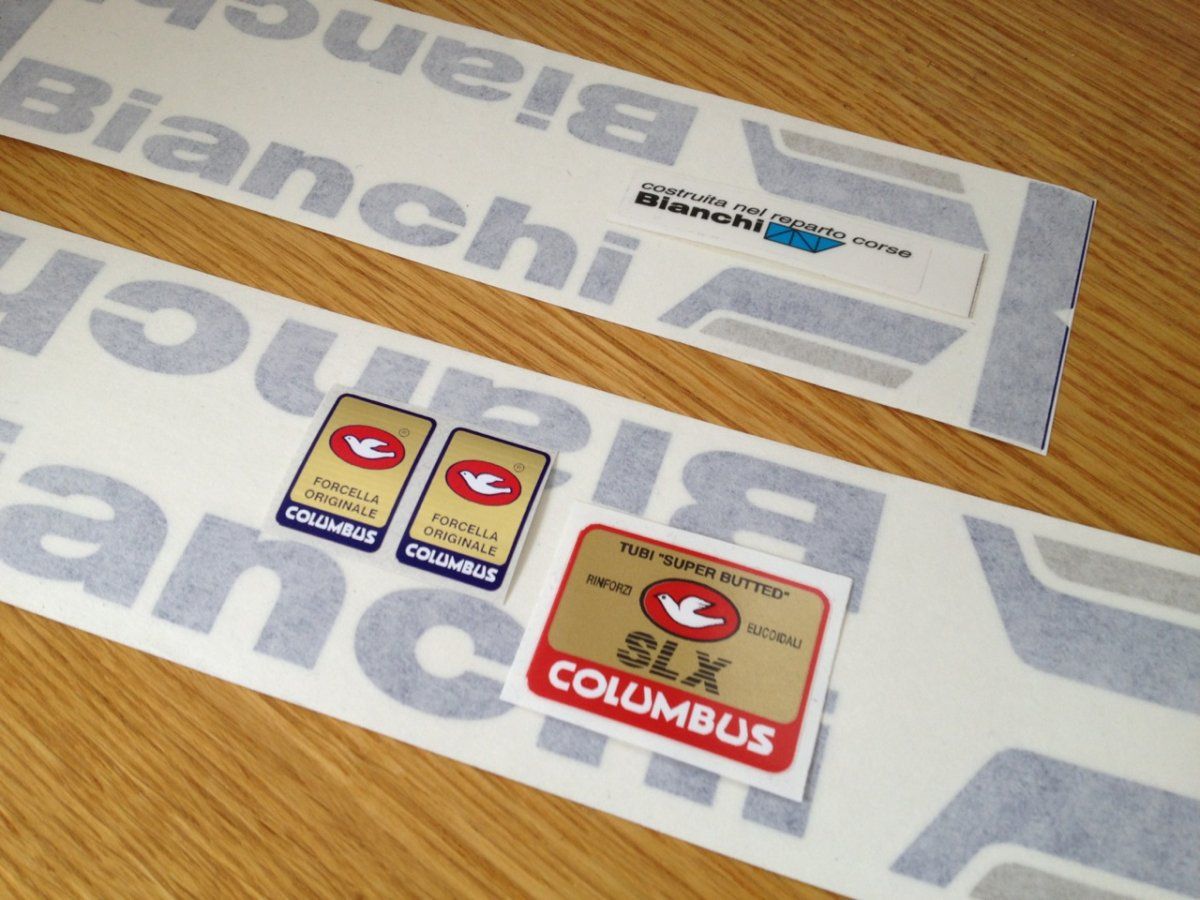 Bianchi
Bianchi
costruita nel reparto corse
Bianchi
Bianchi
ianchi
FORCELLA
ORIGINALE
COLUMBUS
FORCELLA
ORIGINALE
COLUMBUS
TUBI "SUPER BUTTED"
RINFORZI
ELICOIDALI
SLX
COLUMBUS